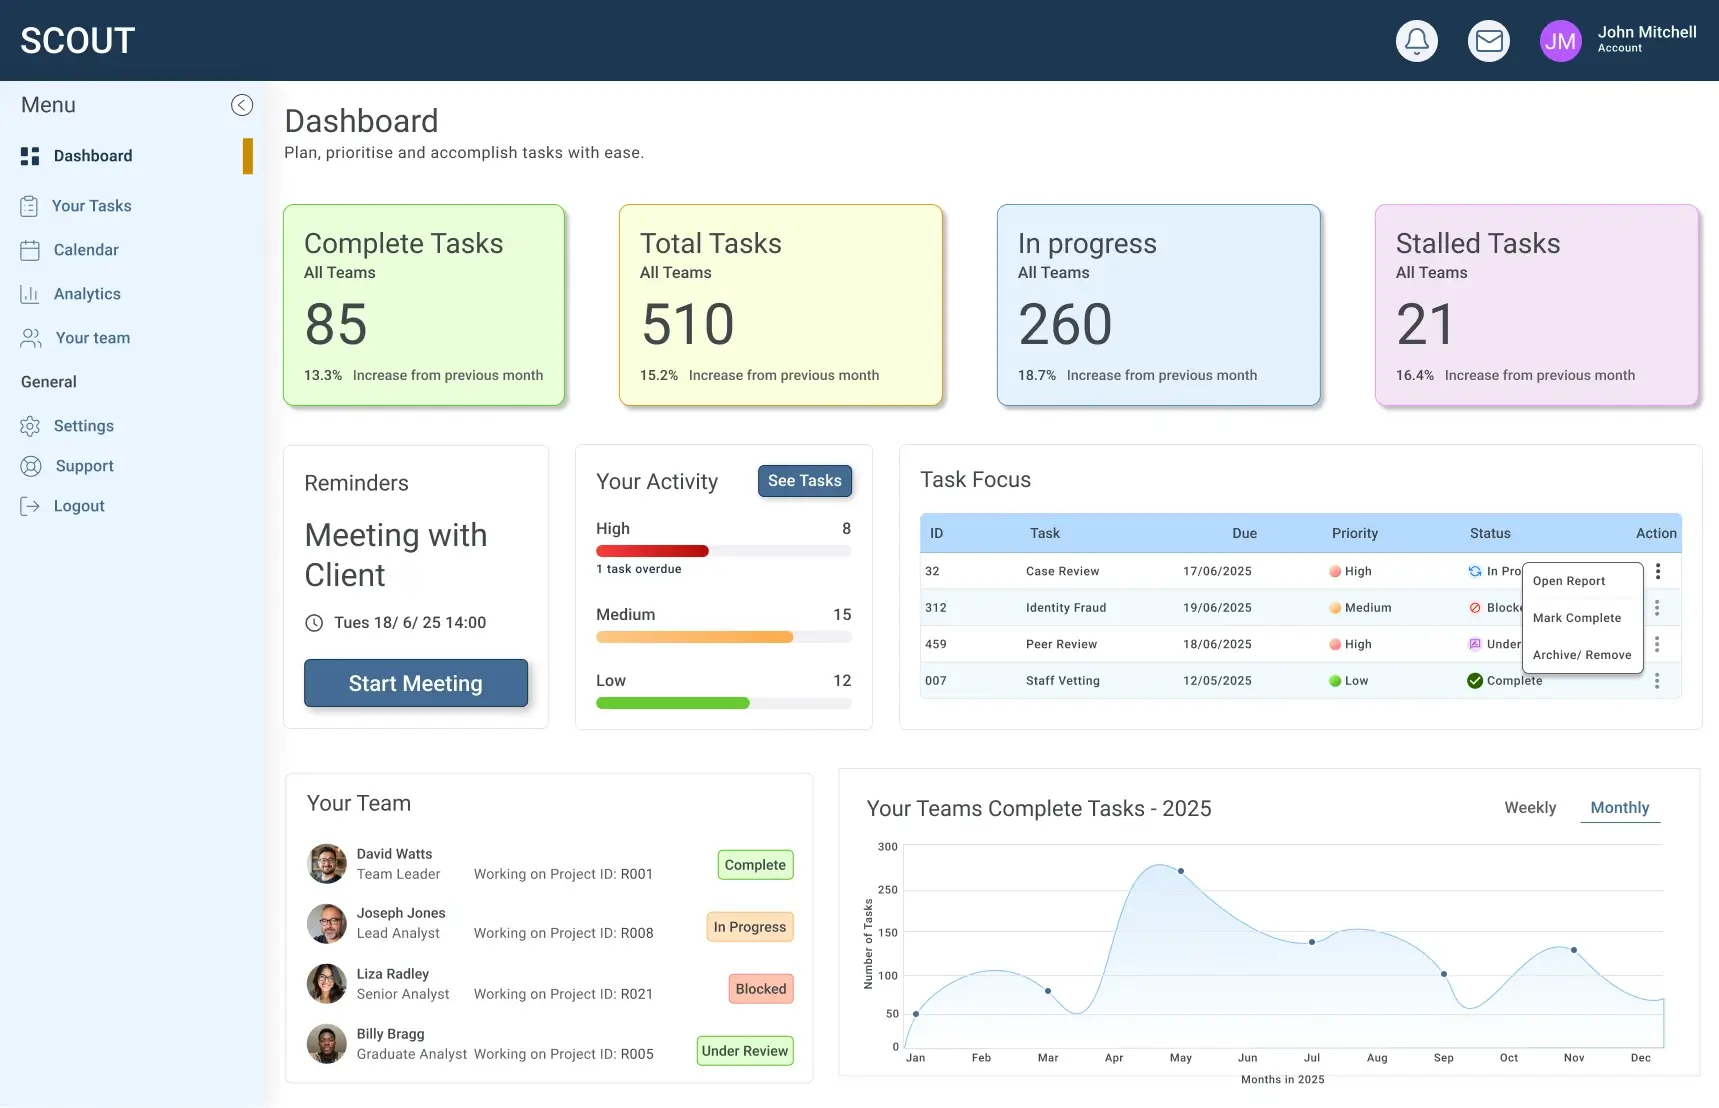 SCOUT
JM
John Mitchell
Account
Menu
Dashboard
Your Tasks
Calendar
Analytics
Your team
General
Settings
Support
Logout
Dashboard
Plan, prioritise and accomplish tasks with ease.
Complete Tasks
All Teams
85
13.3% Increase from previous month
Total Tasks
All Teams
510
15.2% Increase from previous month
In progress
All Teams
260
18.7% Increase from previous month
Stalled Tasks
All Teams
21
16.4% Increase from previous month
Reminders
Meeting with
Client
Tues 18/ 6/ 25 14:00
Start Meeting
Your Activity
See Tasks
High 8
1 task overdue
Medium 15
Low 12
Task Focus
ID Task Due Priority Status Action
32 Case Review 17/06/2025 High In Pro
312 Identity Fraud 19/06/2025 Medium Blocke
459 Peer Review 18/06/2025 High Under
007 Staff Vetting 12/05/2025 Low Complete
Open Report
Mark Complete
Archive/ Remove
Your Team
David Watts
Team Leader Working on Project ID: R001
Complete
Joseph Jones
Lead Analyst Working on Project ID: R008
In Progress
Liza Radley
Senior Analyst Working on Project ID: R021
Blocked
Billy Bragg
Graduate Analyst Working on Project ID: R005
Under Review
Your Teams Complete Tasks - 2025
Weekly
Monthly
Number of Tasks
300
250
150
100
50
0
Jan Feb Mar Apr May Jun Jul Aug Sep Oct Nov Dec
Months in 2025